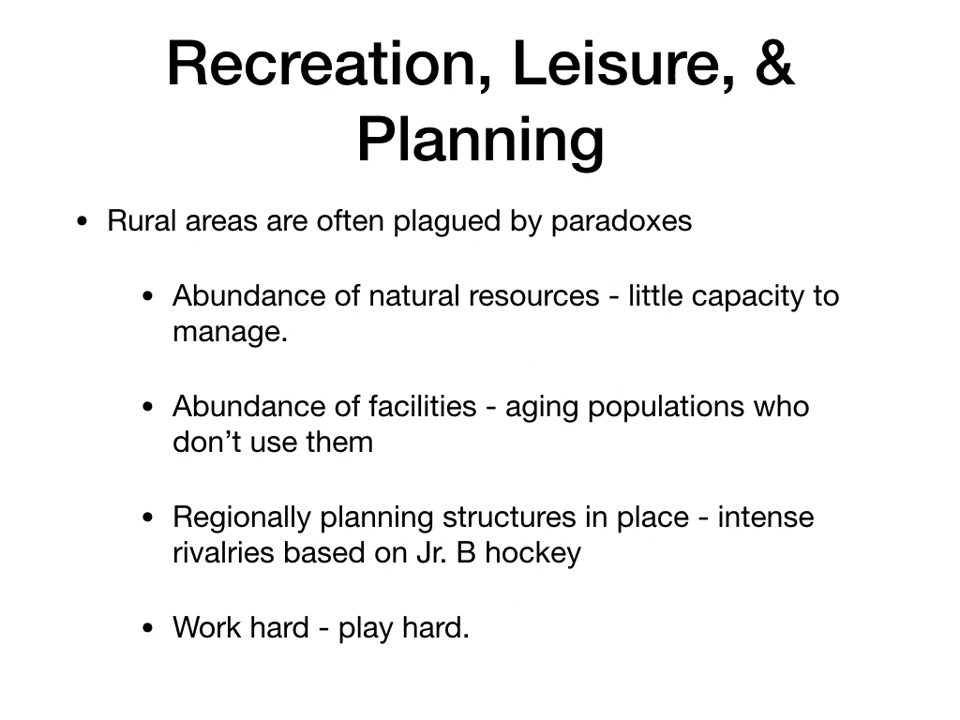 Recreation, Leisure, &
Planning
• Rural areas are often plagued by paradoxes
• Abundance of natural resources - little capacity to
manage.
• Abundance of facilities - aging populations who
don’t use them
• Regionally planning structures in place - intense
rivalries based on Jr. B hockey
• Work hard - play hard.